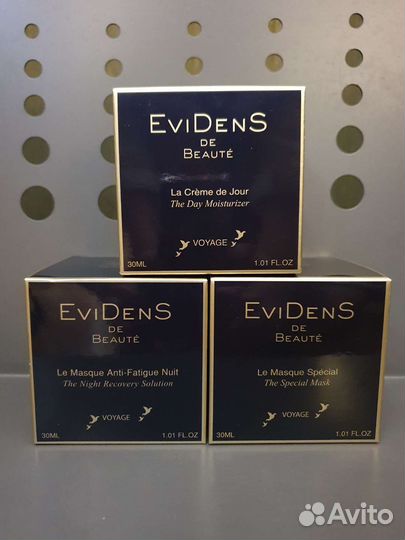 EviDenS
DE
BEAUTÉ
La Crème de Jour
The Day Moisturizer
VOYAGE
30ML 1.01 FL.OZ
EviDenS
DE
BEAUTÉ
Le Masque Anti-Fatigue Nuit
The Night Recovery Solution
VOYAGE
30ML 1.01 FL.OZ
EviDenS
DE
BEAUTÉ
Le Masque Spécial
The Special Mask
VOYAGE
30ML 1.01 FL.OZ
Avito